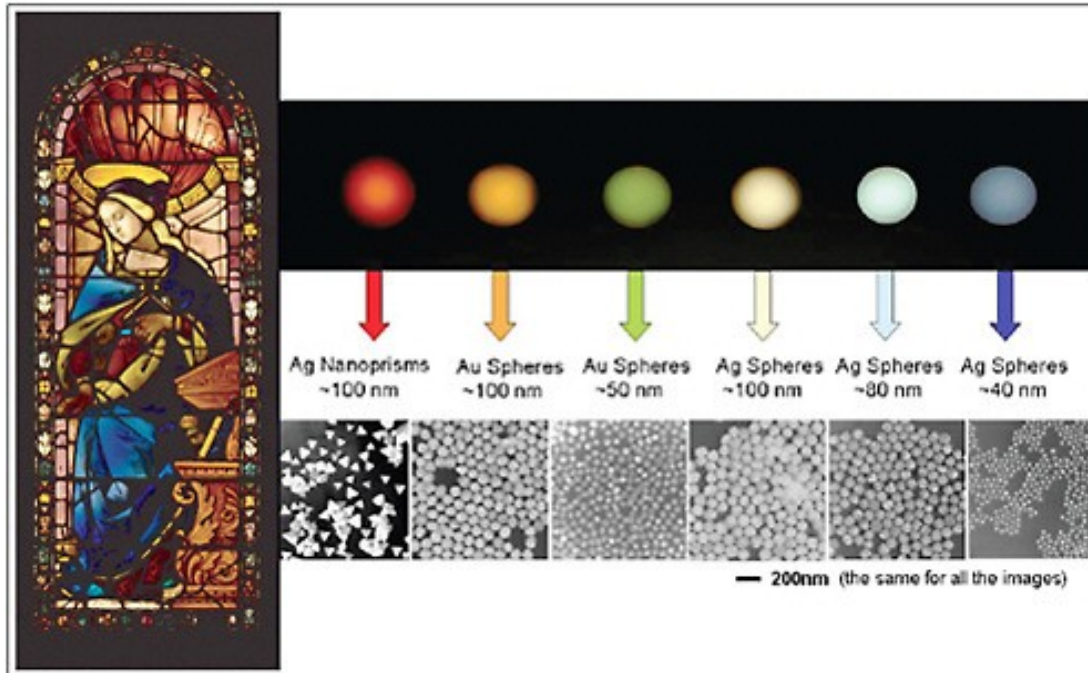 Ag Nanoprisms
~100 nm
Au Spheres
~100 nm
Au Spheres
~50 nm
Ag Spheres
~100 nm
Ag Spheres
~80 nm
Ag Spheres
~40 nm
200nm (the same for all the images)